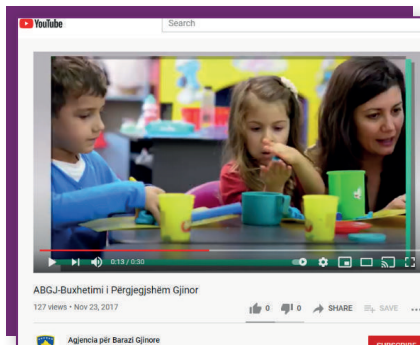 YouTube
Search
0:13 / 0:30
ABGJ-Buxhetimi i Përgjegjshëm Gjinor
127 views • Nov 23, 2017
0 0 SHARE SAVE
Agjencia për Barazi Gjinore
SUBSCRIBE